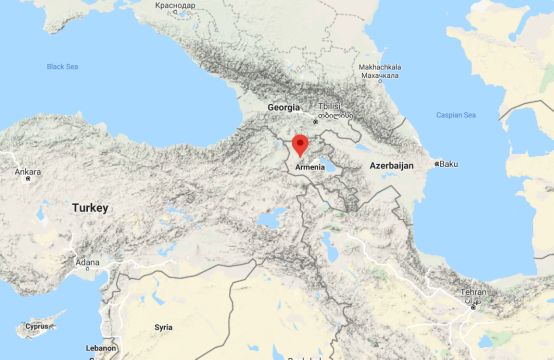 Краснодар
Black Sea
Makhachkala
Махачкала
Georgia
Tbilisi
თბილისი
Caspian Sea
Armenia
Azerbaijan
Baku
Ankara
Turkey
Adana
Tehran
تهران
Cyprus
Syria
Lebanon